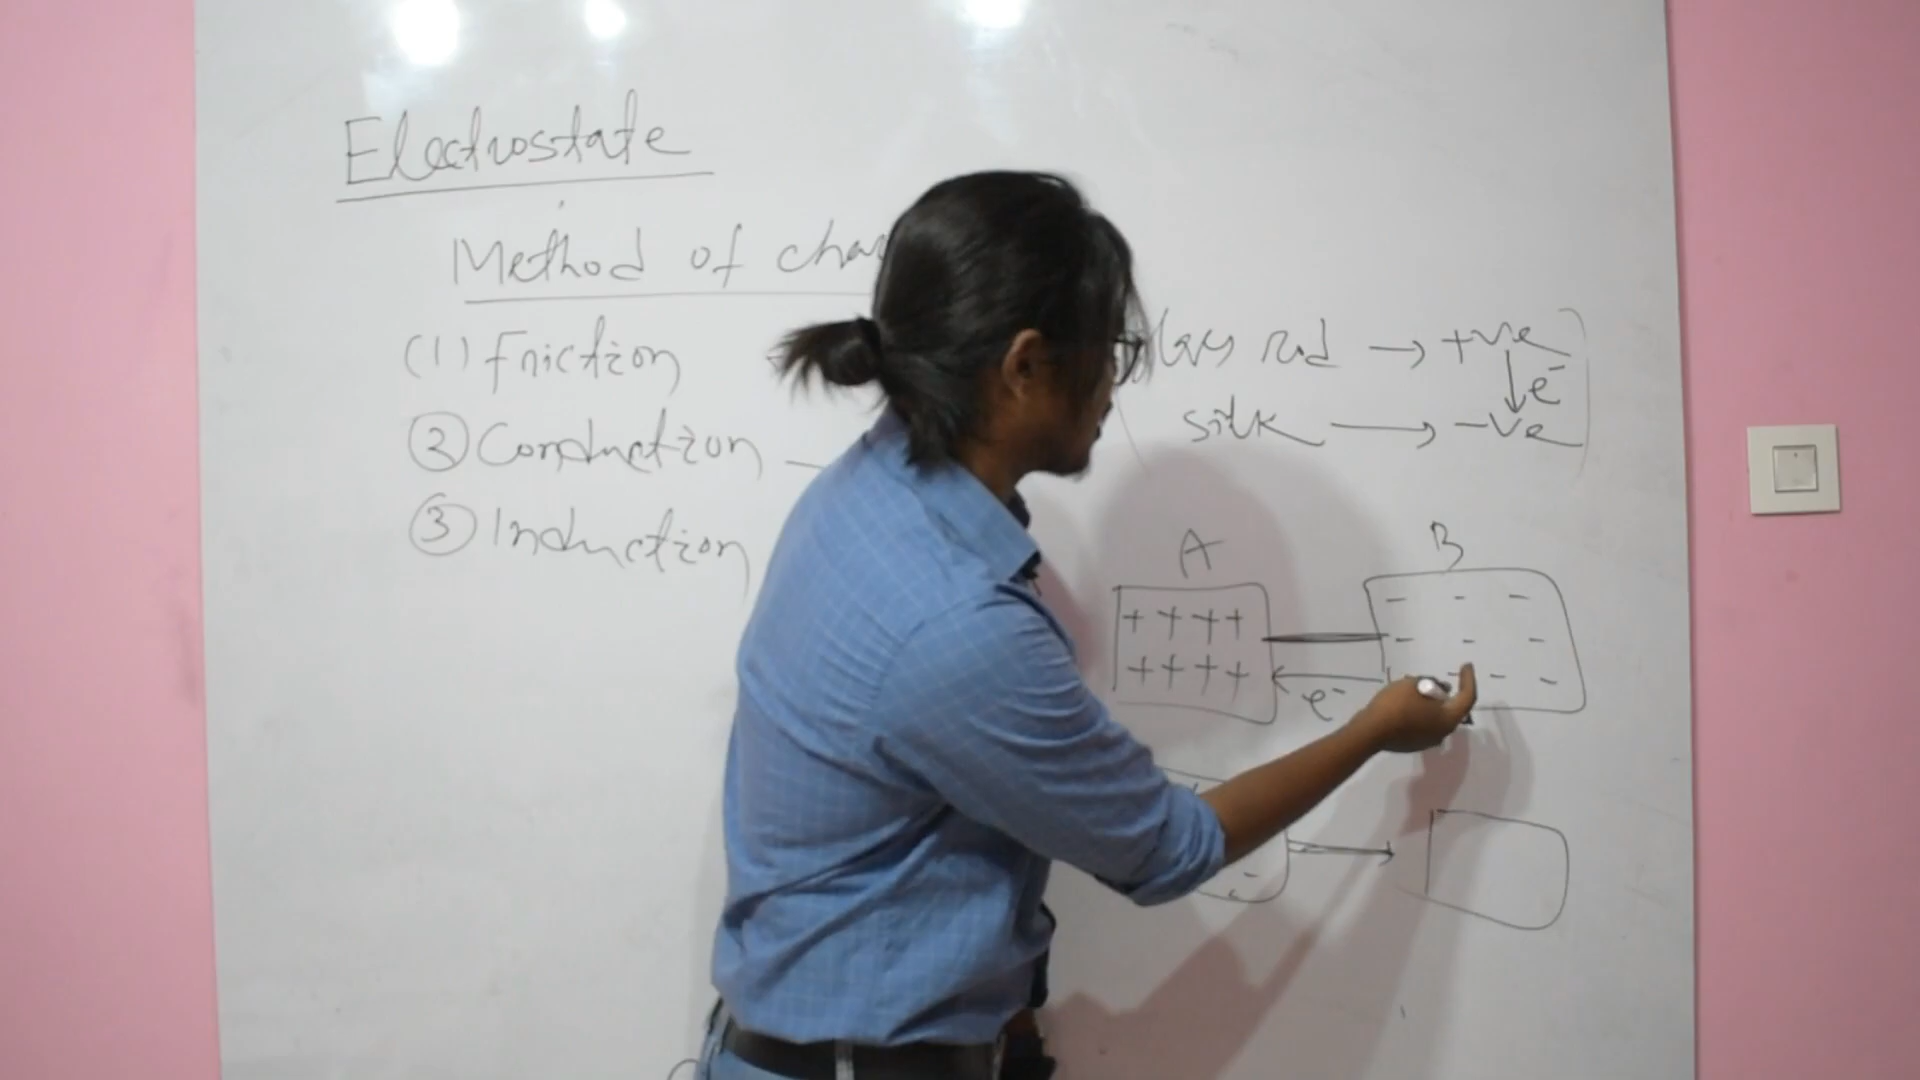 Electrostate
Method of cha
(1) Friction
② Conduction —
③ Induction
rod → +ve
↓ e⁻
silk → -ve
A
B
+ + + +
+ + + +
- - -
- - -
- - -
e⁻